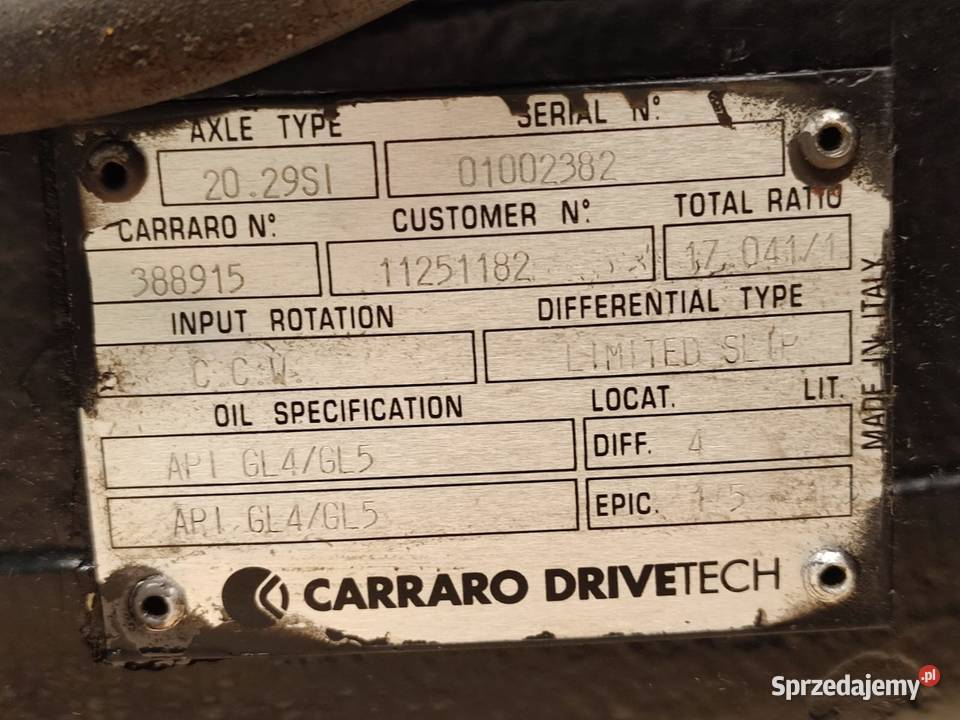 AXLE TYPE SERIAL N°.
20.29SI 01002382
CARRARO N°. CUSTOMER N°. TOTAL RATIO
388915 11251182 17.041/1
INPUT ROTATION DIFFERENTIAL TYPE
C.C.W. LIMITED SLIP
OIL SPECIFICATION LOCAT. LIT.
API GL4/GL5 DIFF. 4
API GL4/GL5 EPIC. 1.5
MADE IN ITALY
CARRARO DRIVETECH
Sprzedajemy.pl